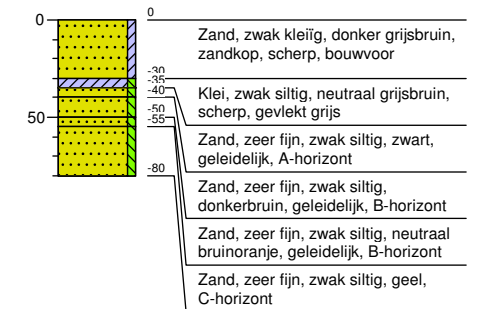 0
0
Zand, zwak kleiïg, donker grijsbruin,
zandkop, scherp, bouwvoor
-30
-35
Klei, zwak siltig, neutraal grijsbruin,
scherp, gevlekt grijs
-40
50
-50
-55
Zand, zeer fijn, zwak siltig, zwart,
geleidelijk, A-horizont
-80
Zand, zeer fijn, zwak siltig,
donkerbruin, geleidelijk, B-horizont
Zand, zeer fijn, zwak siltig, neutraal
bruinoranje, geleidelijk, B-horizont
Zand, zeer fijn, zwak siltig, geel,
C-horizont